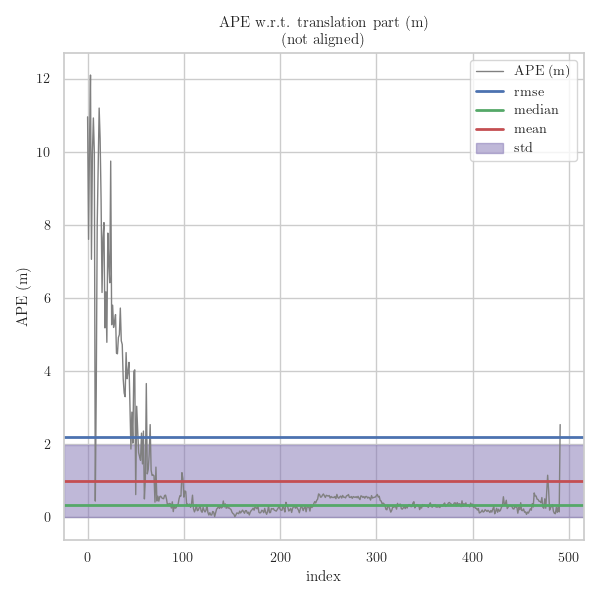 APE w.r.t. translation part (m)
(not aligned)
APE (m)
rmse
median
mean
std
12
10
8
6
4
2
0
APE (m)
0
100
200
300
400
500
index